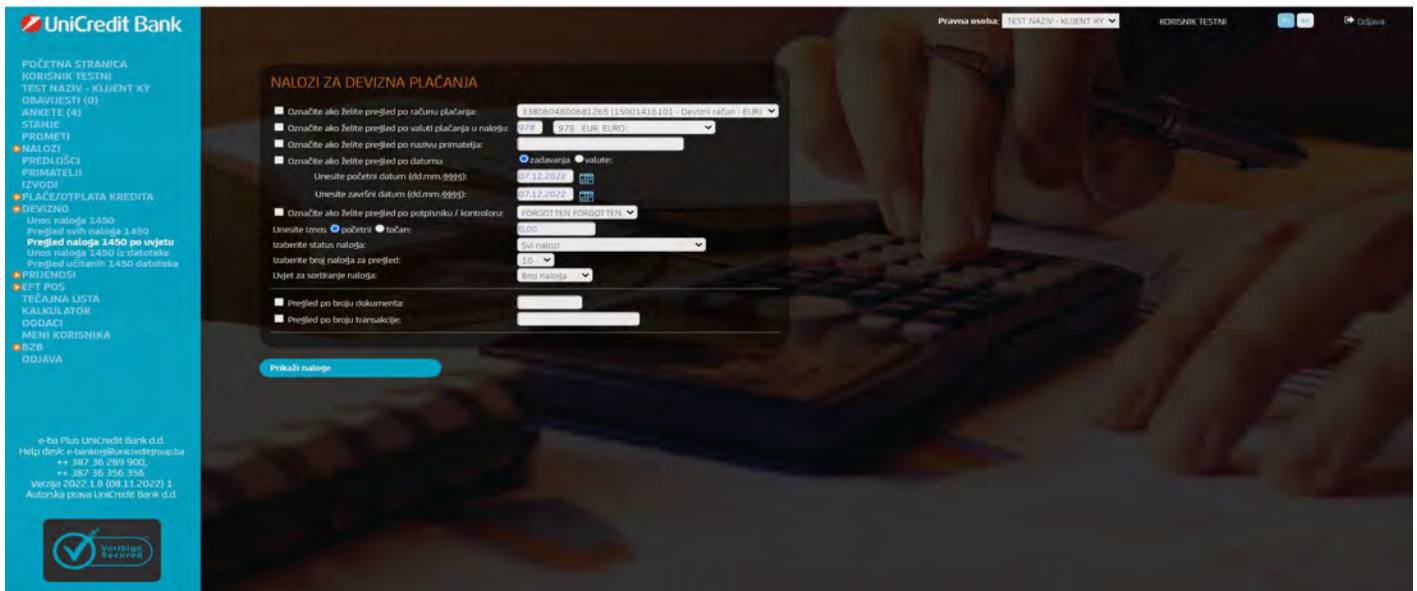 UniCredit Bank
Pravna osoba: TEST NAZIV - KLIJENT XY
KORISNIK TESTNI
Odjava
POČETNA STRANICA
KORISNIK TESTNI
TEST NAZIV - KLIJENT XY
OBAVIJESTI (0)
ANKETE (4)
STANJE
PROMETI
NALOZI
PREDLOŠCI
PRIMATELJI
IZVODI
PLAĆE/OTPLATA KREDITA
DEVIZNO
Unos naloga 1450
Pregled svih naloga 1450
Pregled naloga 1450 po uvjetu
Unos naloga 1450 iz datoteke
Pregled učitanih 1450 datoteka
PRIJENOSI
EFT POS
TEČAJNA LISTA
KALKULATOR
DODACI
MENI KORISNIKA
B2B
ODJAVA
e-ba Plus UniCredit Bank d.d.
Help desk: e-banking@unicreditgroup.ba
++ 387 36 289 900,
++ 387 36 356 356
Verzija 2022.1.8 (08.11.2022) 1
Autorska prava UniCredit Bank d.d.
VeriSign
Secured
NALOZI ZA DEVIZNA PLAĆANJA
Označite ako želite pregled po računu plaćanja: 3380604800681265 (15001416101 - Devizni račun - EUR)
Označite ako želite pregled po valuti plaćanja u nalogu: 978 978 EUR EURO
Označite ako želite pregled po nazivu primatelja:
Označite ako želite pregled po datumu zadavanja valute:
Unesite početni datum (dd.mm.gggg): 07.12.2022
Unesite završni datum (dd.mm.gggg): 07.12.2022
Označite ako želite pregled po potpisniku / kontroloru: FORGOTTEN FORGOTTEN
Unesite iznos početni točan: 0,00
Izaberite status naloga: Svi nalozi
Izaberite broj naloga za pregled: 10
Uvjet za sortiranje naloga: Broj naloga
Pregled po broju dokumenta:
Pregled po broju transakcije:
Prikaži naloge